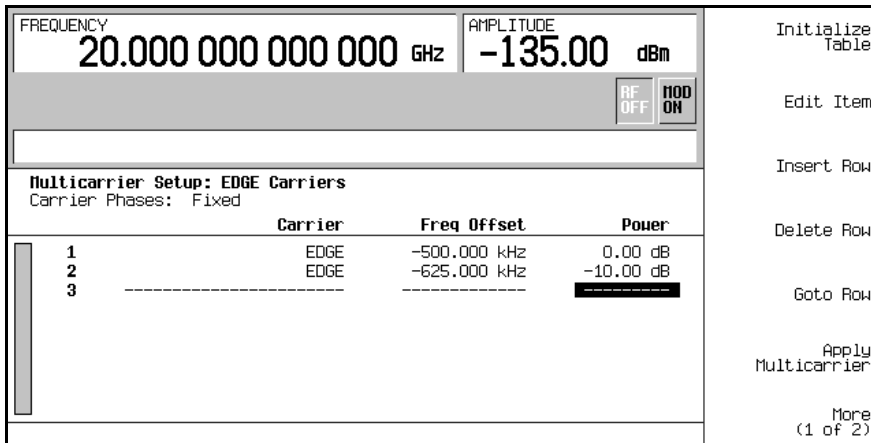 FREQUENCY
20.000 000 000 000 GHz
AMPLITUDE
-135.00 dBm
RF OFF
MOD ON
Multicarrier Setup: EDGE Carriers
Carrier Phases: Fixed
Carrier Freq Offset Power
1 EDGE -500.000 kHz 0.00 dB
2 EDGE -625.000 kHz -10.00 dB
3 ----------------------- ------------- ---------
Initialize
Table
Edit Item
Insert Row
Delete Row
Goto Row
Apply
Multicarrier
More
(1 of 2)